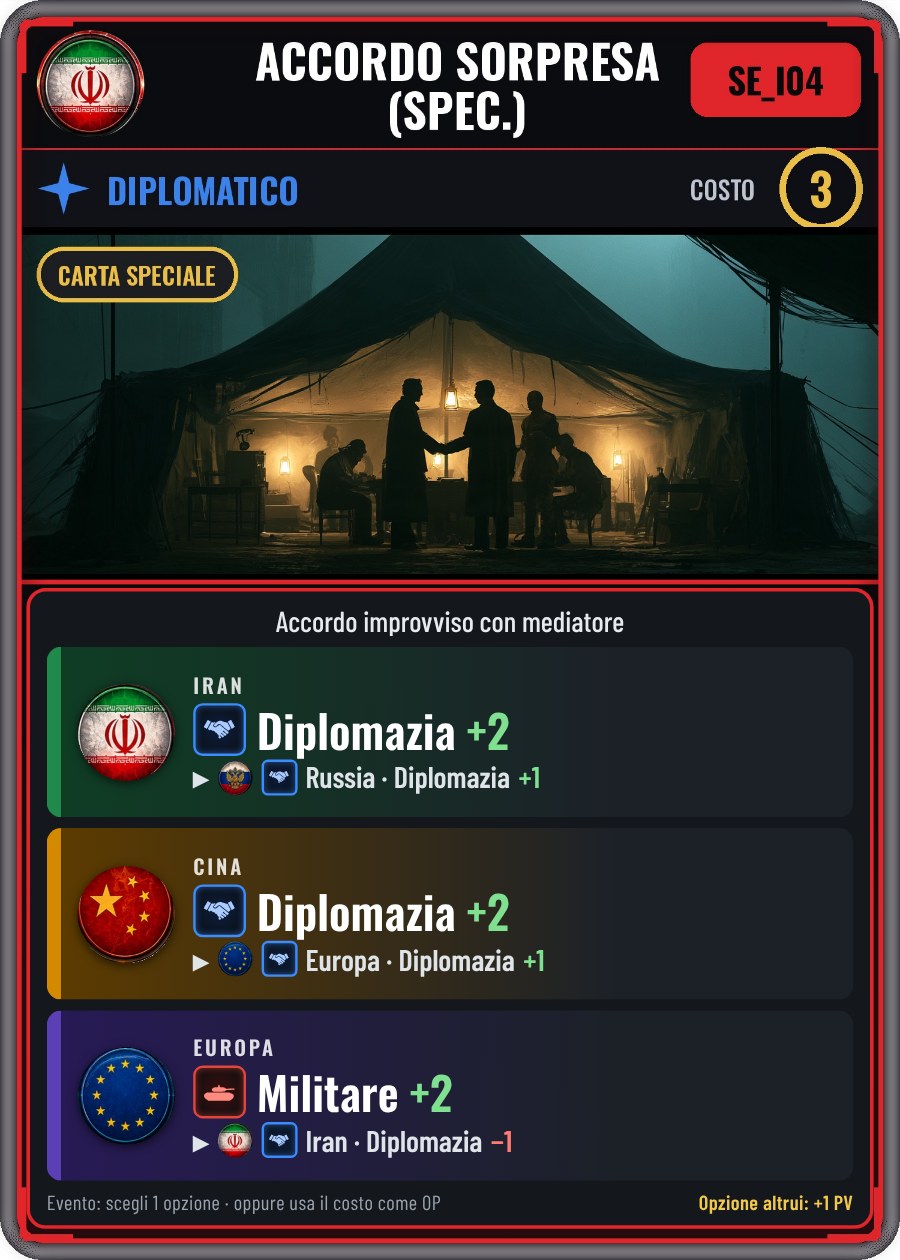 ACCORDO SORPRESA
(SPEC.)
SE_I04
DIPLOMATICO
COSTO
3
CARTA SPECIALE
Accordo improvviso con mediatore
IRAN
Diplomazia +2
▶ Russia · Diplomazia +1
CINA
Diplomazia +2
▶ Europa · Diplomazia +1
EUROPA
Militare +2
▶ Iran · Diplomazia −1
Evento: scegli 1 opzione · oppure usa il costo come OP
Opzione altrui: +1 PV